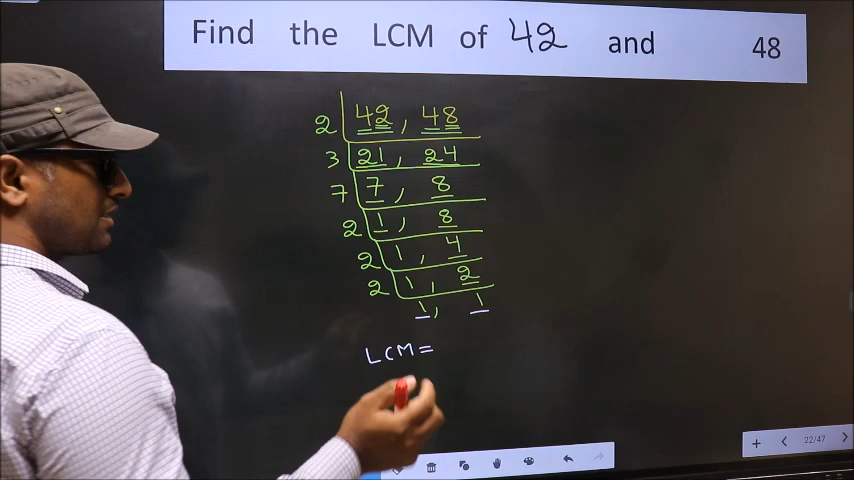 Find the LCM of 42 and 48
2 42, 48
3 21, 24
7 7, 8
2 1, 8
2 1, 4
2 1, 2
1, 1
LCM =
22/47